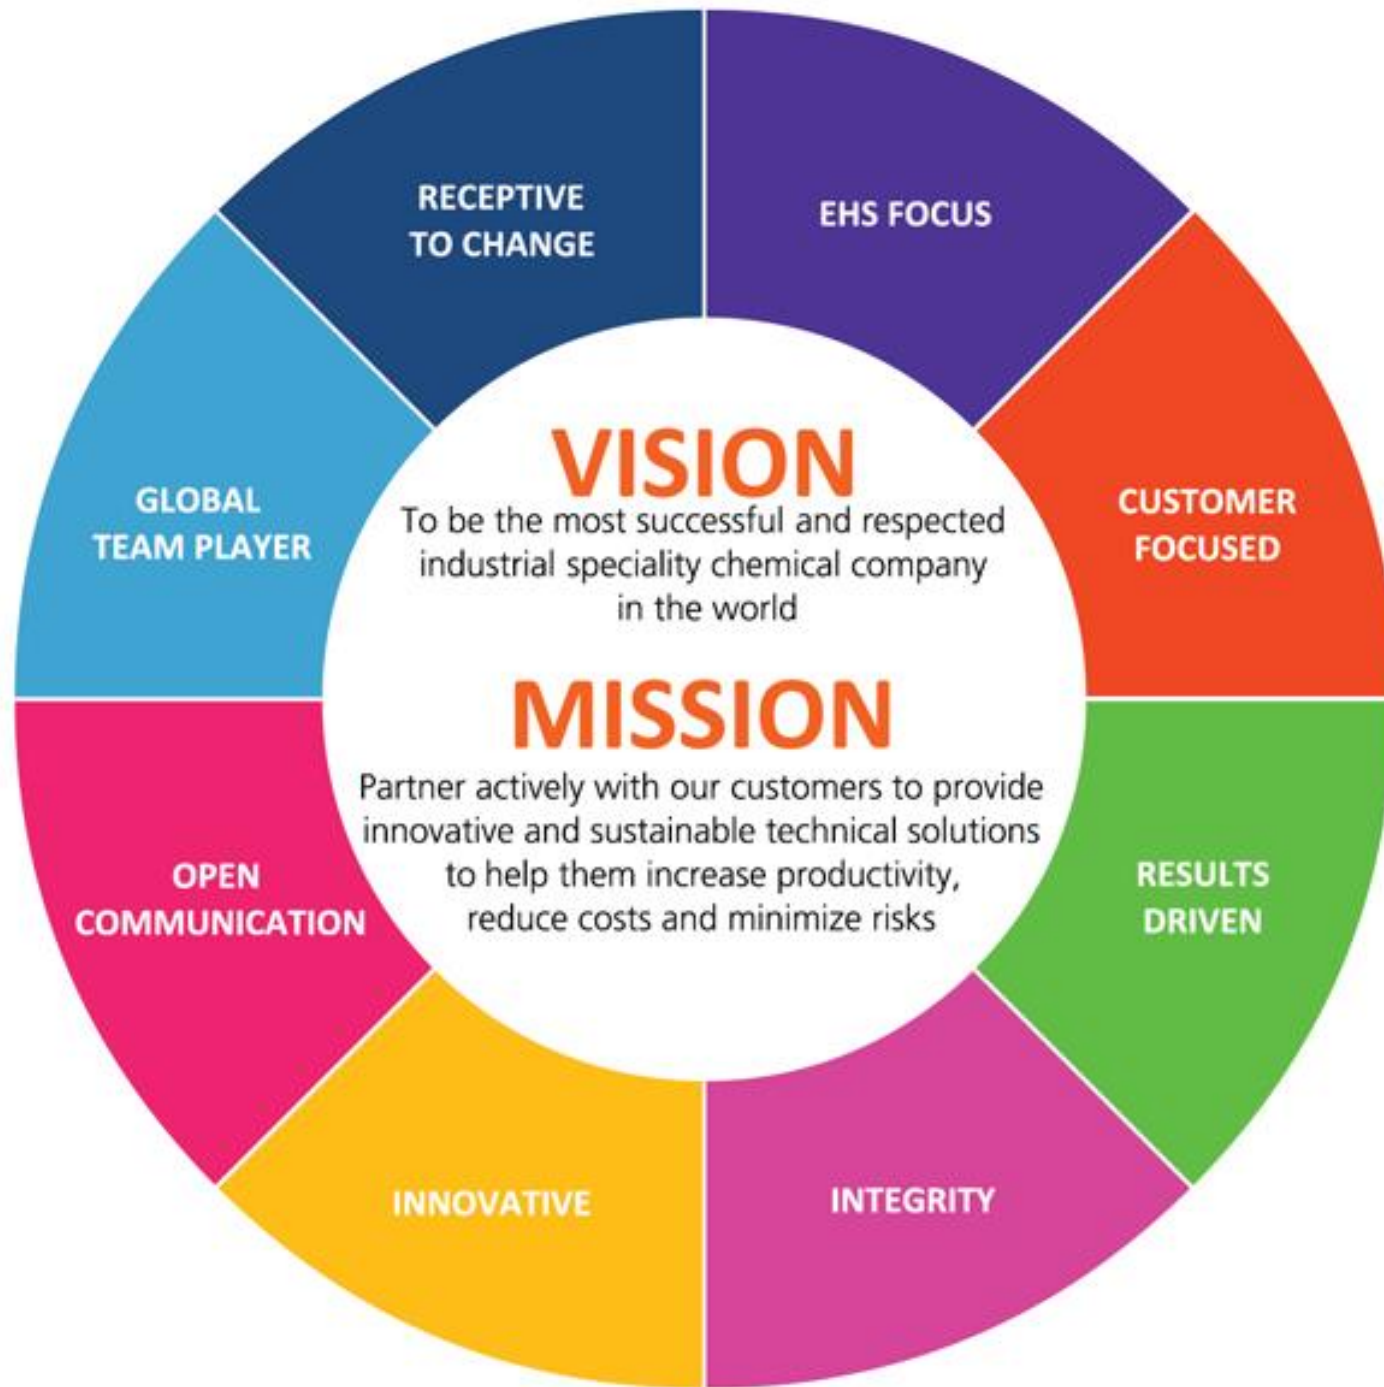 RECEPTIVE
TO CHANGE
EHS FOCUS
CUSTOMER
FOCUSED
RESULTS
DRIVEN
INTEGRITY
INNOVATIVE
OPEN
COMMUNICATION
GLOBAL
TEAM PLAYER
VISION
To be the most successful and respected
industrial speciality chemical company
in the world
MISSION
Partner actively with our customers to provide
innovative and sustainable technical solutions
to help them increase productivity,
reduce costs and minimize risks